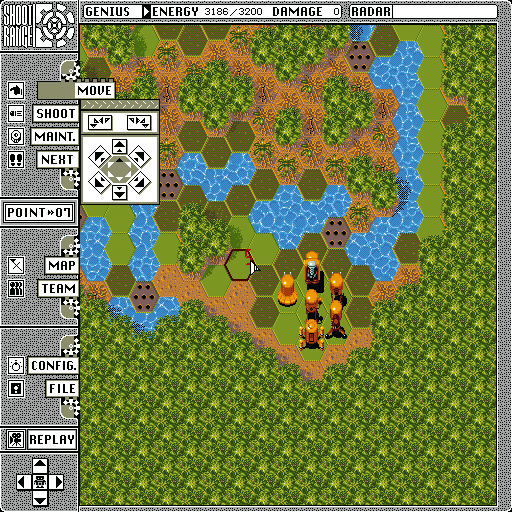 SHOOT
RANGE
GENIUS ENERGY 3186/3200 DAMAGE 0 RADAR
MOVE
SHOOT
MAINT.
NEXT
POINT»07
MAP
TEAM
CONFIG.
FILE
REPLAY